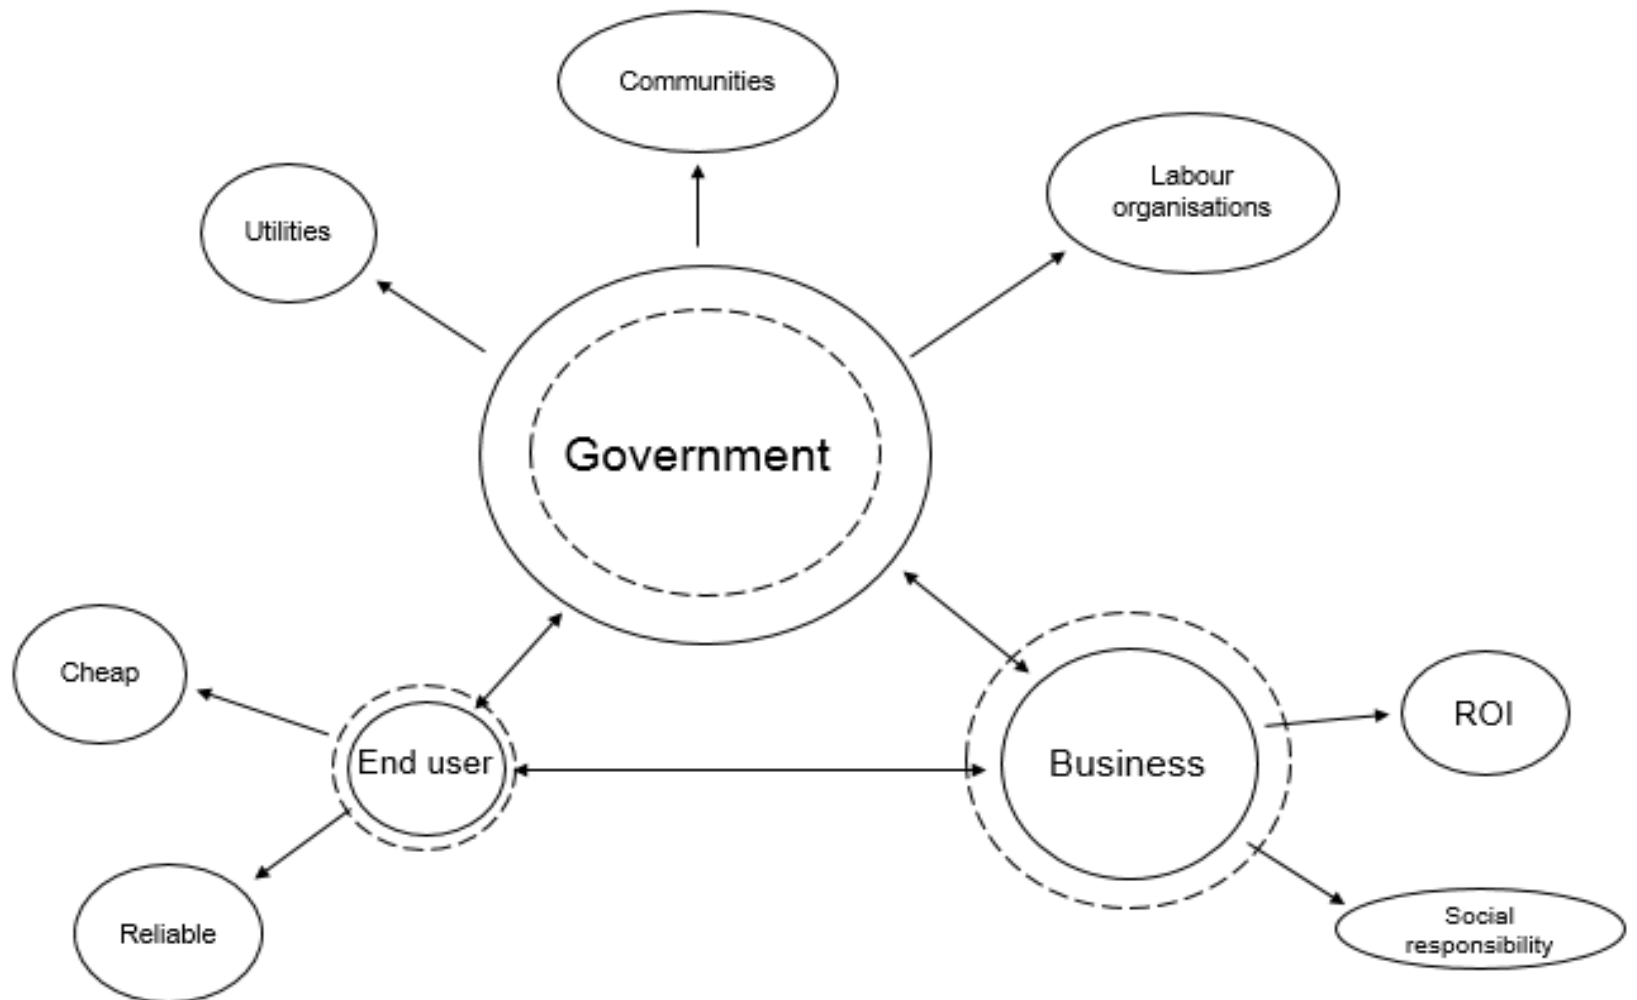 Communities
Labour
organisations
Utilities
Government
Cheap
End user
Business
ROI
Reliable
Social
responsibility